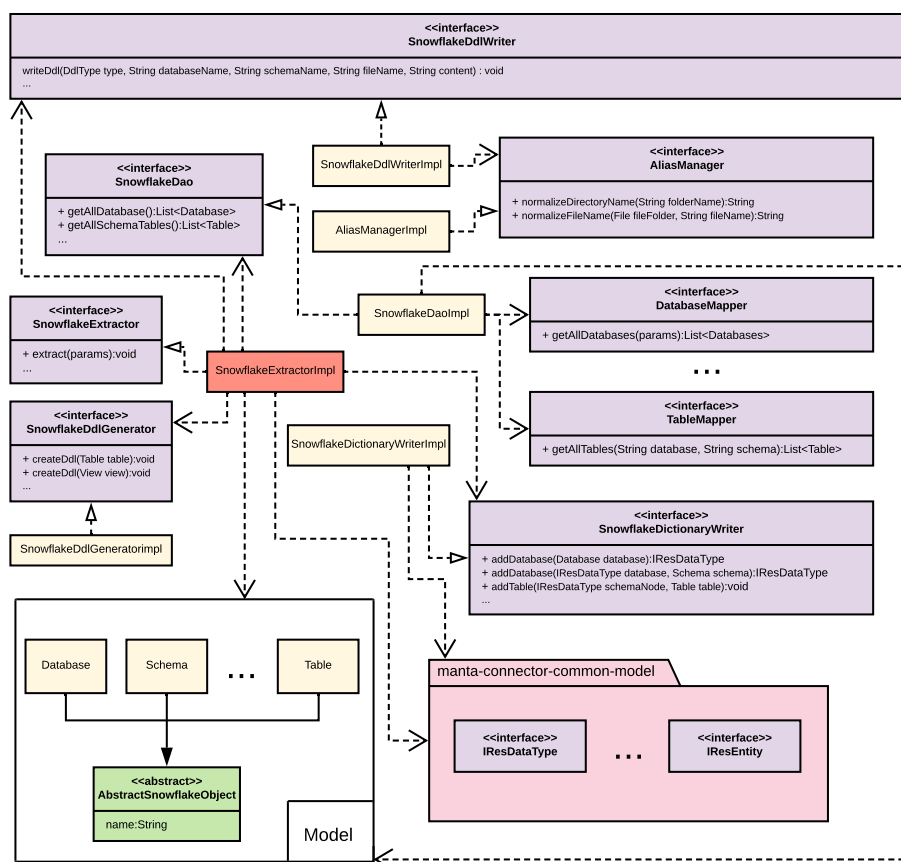 <<interface>>
SnowflakeDdlWriter
writeDdl(DdlType type, String databaseName, String schemaName, String fileName, String content) : void
...
<<interface>>
SnowflakeDao
+ getAllDatabase():List<Database>
+ getAllSchemaTables():List<Table>
...
SnowflakeDdlWriterImpl
<<interface>>
AliasManager
+ normalizeDirectoryName(String folderName):String
+ normalizeFileName(File fileFolder, String fileName):String
AliasManagerImpl
<<interface>>
SnowflakeExtractor
+ extract(params):void
...
SnowflakeDaoImpl
<<interface>>
DatabaseMapper
+ getAllDatabases(params):List<Databases>
...
SnowflakeExtractorImpl
<<interface>>
TableMapper
+ getAllTables(String database, String schema):List<Table>
<<interface>>
SnowflakeDdlGenerator
+ createDdl(Table table):void
+ createDdl(View view):void
...
SnowflakeDictionaryWriterImpl
SnowflakeDdlGeneratorimpl
<<interface>>
SnowflakeDictionaryWriter
+ addDatabase(Database database):IResDataType
+ addDatabase(IResDataType database, Schema schema):IResDataType
+ addTable(IResDataType schemaNode, Table table):void
...
Database
Schema
...
Table
<<abstract>>
AbstractSnowflakeObject
name:String
Model
manta-connector-common-model
<<interface>>
IResDataType
...
<<interface>>
IResEntity